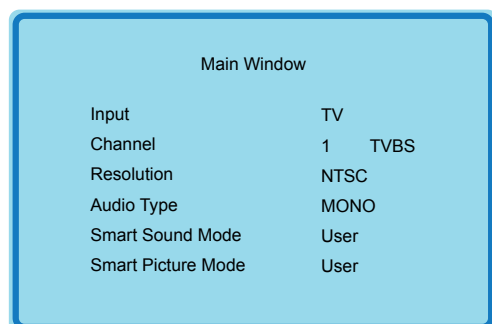 Main Window
Input TV
Channel 1 TVBS
Resolution NTSC
Audio Type MONO
Smart Sound Mode User
Smart Picture Mode User